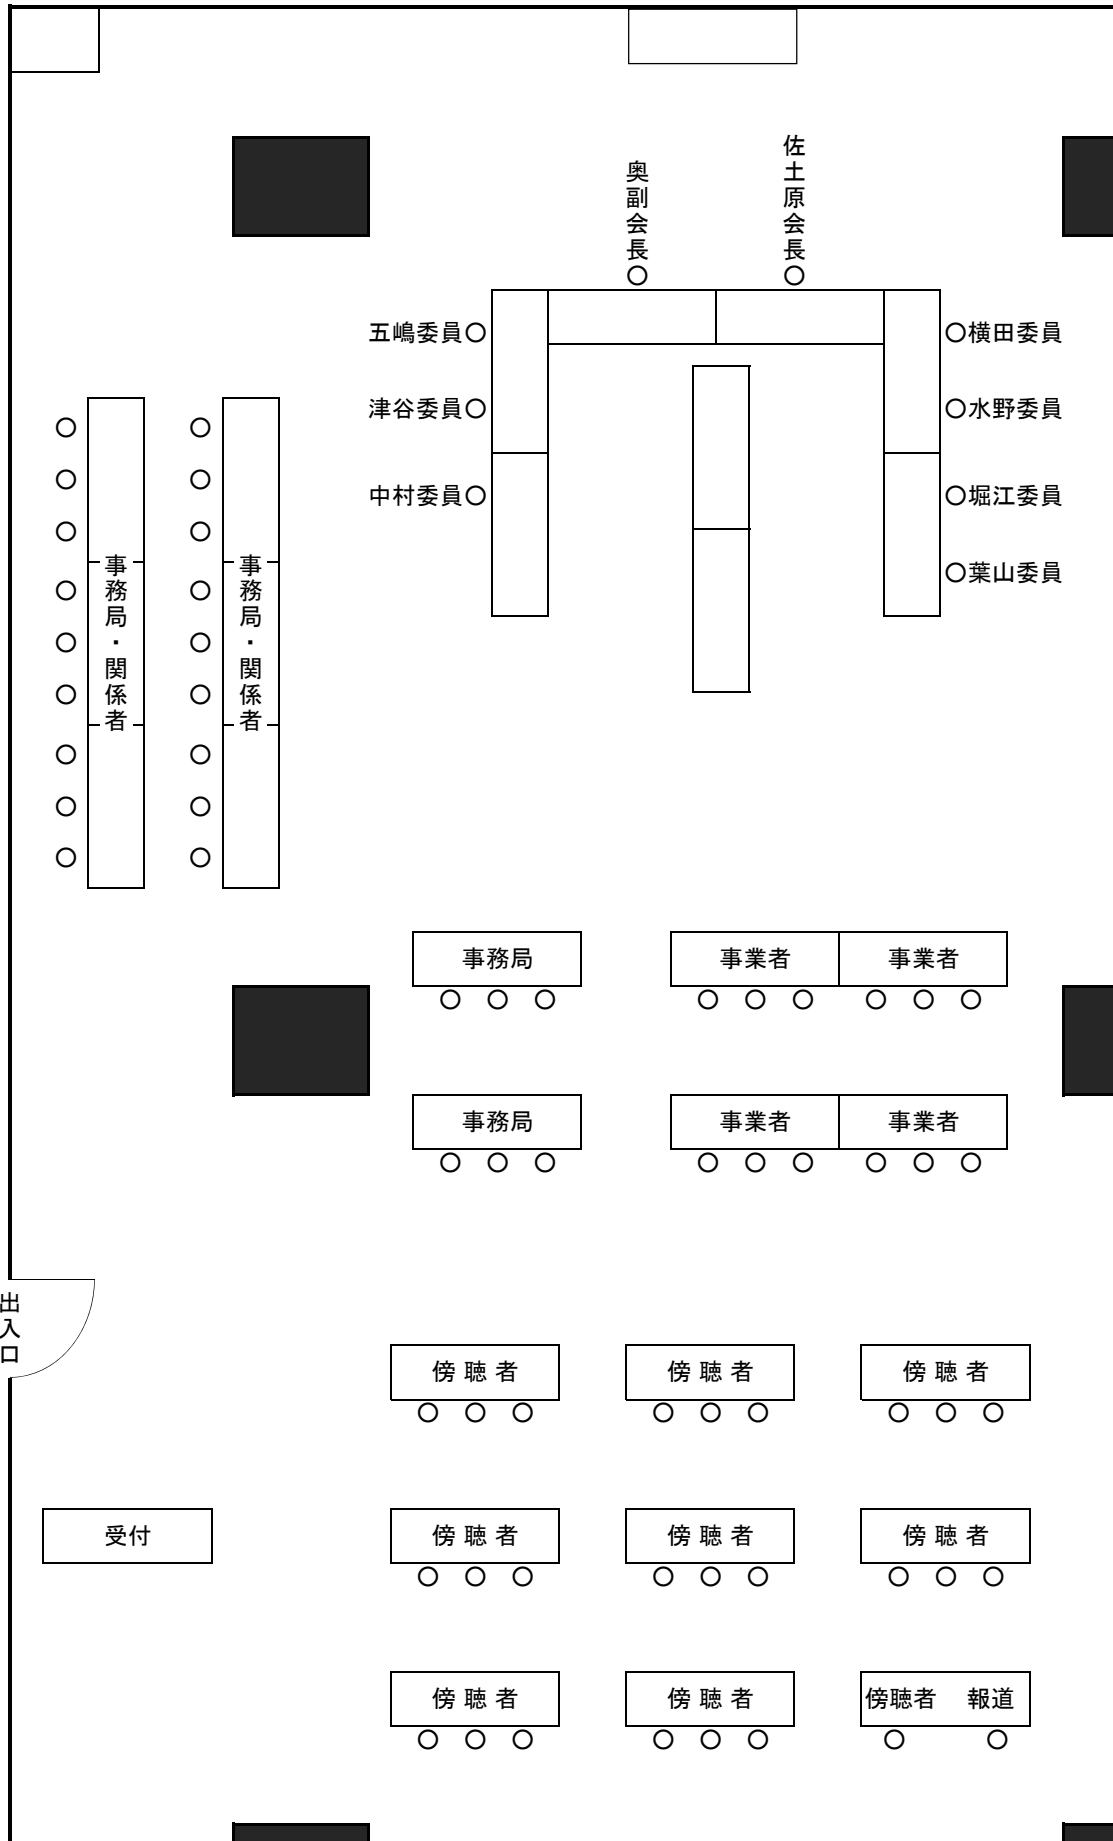 佐土原会長○
奥副会長○
五嶋委員○
○横田委員
津谷委員○
○水野委員
中村委員○
○堀江委員
○葉山委員
事務局・関係者
事務局・関係者
事務局
事業者
事業者
事務局
事業者
事業者
出入口
傍聴者
傍聴者
傍聴者
受付
傍聴者
傍聴者
傍聴者
傍聴者
傍聴者
傍聴者 報道